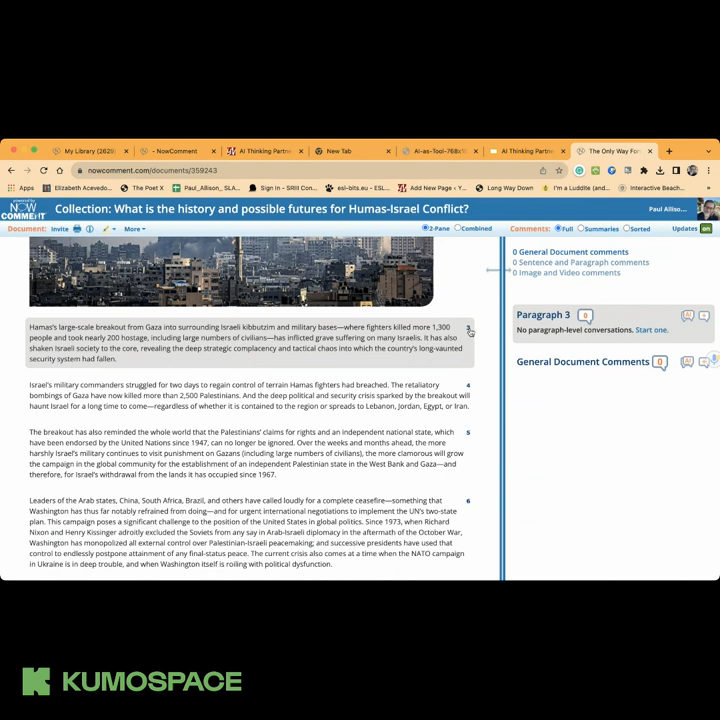 My Library (2629)
- NowComment
AI Thinking Partne
New Tab
AI-as-Tool-768x
AI Thinking Partne
The Only Way For
nowcomment.com/documents/359243
Apps
Elizabeth Acevedo...
The Poet X
Paul_Allison_ SLA...
Sign In – SRIII Con...
esl-bits.eu – ESL...
Add New Page ‹ Y...
Long Way Down
I'm a Luddite (and...
Interactive Beach...
powered by
NOW COMMENT
Collection: What is the history and possible futures for Humas-Israel Conflict?
Paul Alliso...
Document: Invite More
2-Pane Combined
Comments: Full Summaries Sorted
Updates on
0 General Document comments
0 Sentence and Paragraph comments
0 Image and Video comments
Hamas's large-scale breakout from Gaza into surrounding Israeli kibbutzim and military bases—where fighters killed more 1,300 3
people and took nearly 200 hostage, including large numbers of civilians—has inflicted grave suffering on many Israelis. It has also
shaken Israeli society to the core, revealing the deep strategic complacency and tactical chaos into which the country's long-vaunted
security system had fallen.
Israel's military commanders struggled for two days to regain control of terrain Hamas fighters had breached. The retaliatory 4
bombings of Gaza have now killed more than 2,500 Palestinians. And the deep political and security crisis sparked by the breakout will
haunt Israel for a long time to come—regardless of whether it is contained to the region or spreads to Lebanon, Jordan, Egypt, or Iran.
The breakout has also reminded the whole world that the Palestinians' claims for rights and an independent national state, which 5
have been endorsed by the United Nations since 1947, can no longer be ignored. Over the weeks and months ahead, the more
harshly Israel's military continues to visit punishment on Gazans (including large numbers of civilians), the more clamorous will grow
the campaign in the global community for the establishment of an independent Palestinian state in the West Bank and Gaza—and
therefore, for Israel's withdrawal from the lands it has occupied since 1967.
Leaders of the Arab states, China, South Africa, Brazil, and others have called loudly for a complete ceasefire—something that 6
Washington has thus far notably refrained from doing—and for urgent international negotiations to implement the UN's two-state
plan. This campaign poses a significant challenge to the position of the United States in global politics. Since 1973, when Richard
Nixon and Henry Kissinger adroitly excluded the Soviets from any say in Arab-Israeli diplomacy in the aftermath of the October War,
Washington has monopolized all external control over Palestinian-Israeli peacemaking; and successive presidents have used that
control to endlessly postpone attainment of any final-status peace. The current crisis also comes at a time when the NATO campaign
in Ukraine is in deep trouble, and when Washington itself is roiling with political dysfunction.
Paragraph 3 0 AI
No paragraph-level conversations. Start one.
General Document Comments 0 AI
KUMOSPACE